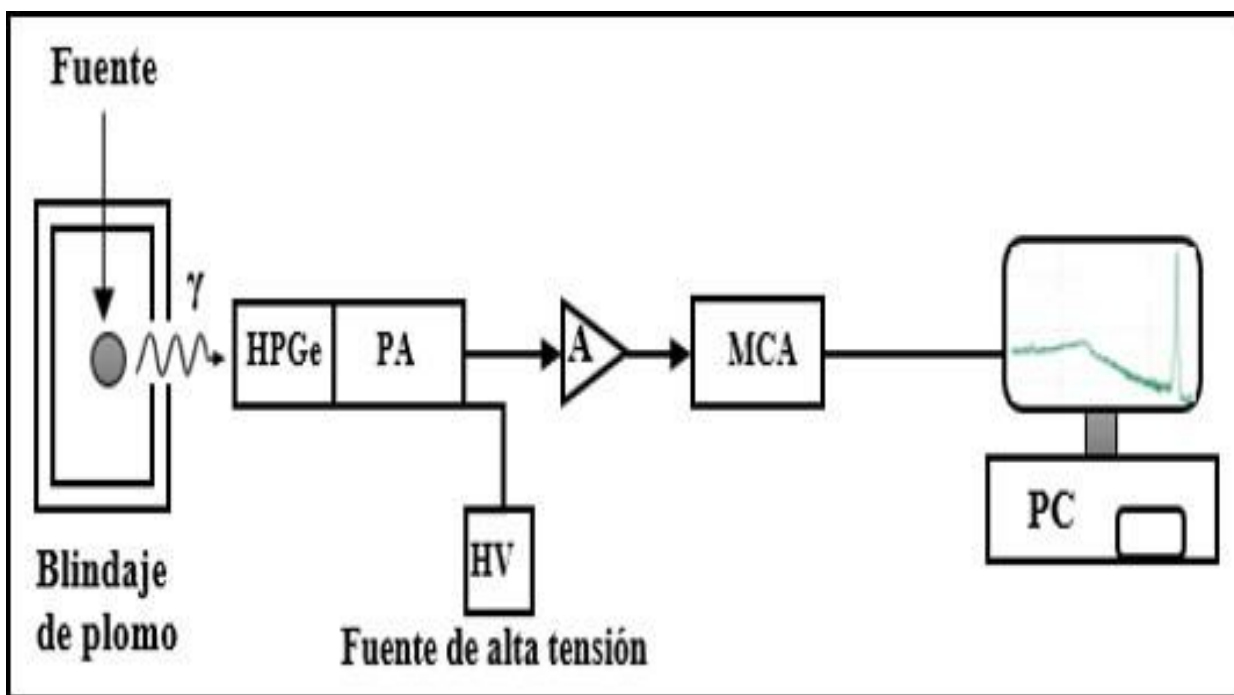 Fuente
γ
HPGe
PA
A
MCA
PC
HV
Blindaje
de plomo
Fuente de alta tensión